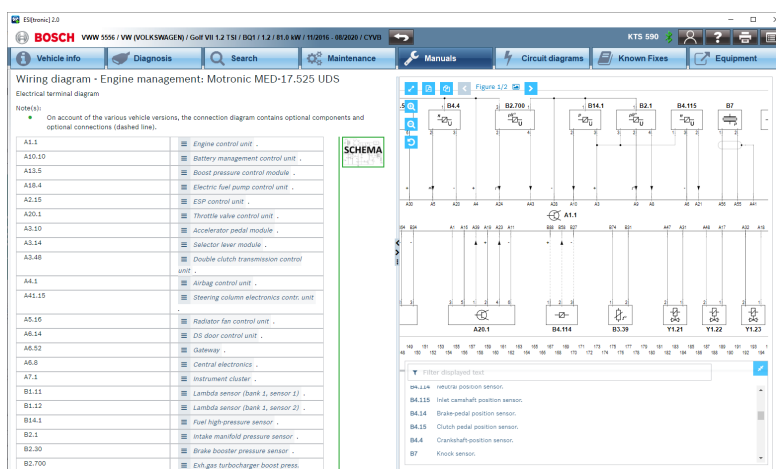 ESI[tronic] 2.0
BOSCH VWW 5556 / VW (VOLKSWAGEN) / Golf VII 1.2 TSI / BQ1 / 1.2 / 81.0 kW / 11/2016 - 08/2020 / CYVB
KTS 590
Vehicle info
Diagnosis
Search
Maintenance
Manuals
Circuit diagrams
Known Fixes
Equipment
Wiring diagram - Engine management: Motronic MED-17.525 UDS
Electrical terminal diagram
Note(s):
On account of the various vehicle versions, the connection diagram contains optional components and
optional connections (dashed line).
SCHEMA
A1.1 Engine control unit .
A10.10 Battery management control unit .
A13.5 Boost pressure control module .
A18.4 Electric fuel pump control unit .
A2.15 ESP control unit .
A20.1 Throttle valve control unit .
A3.10 Accelerator pedal module .
A3.14 Selector lever module .
A3.48 Double clutch transmission control
unit .
A4.1 Airbag control unit .
A41.15 Steering column electronics contr. unit
.
A5.16 Radiator fan control unit .
A6.14 DS door control unit .
A6.52 Gateway .
A6.8 Central electronics .
A7.1 Instrument cluster .
B1.11 Lambda sensor (bank 1, sensor 1) .
B1.12 Lambda sensor (bank 1, sensor 2) .
B14.1 Fuel high-pressure sensor .
B2.1 Intake manifold pressure sensor .
B2.30 Brake booster pressure sensor .
B2.700 Exh.gas turbocharger boost press.
Figure 1/2
B4.4 B2.700 B14.1 B2.1 B4.115 B7
A1.1
A20.1 B4.114 B3.39 Y1.21 Y1.22 Y1.23
Filter displayed text
B4.114 Neutral position sensor.
B4.115 Inlet camshaft position sensor.
B4.14 Brake-pedal position sensor.
B4.15 Clutch pedal position sensor.
B4.4 Crankshaft-position sensor.
B7 Knock sensor.